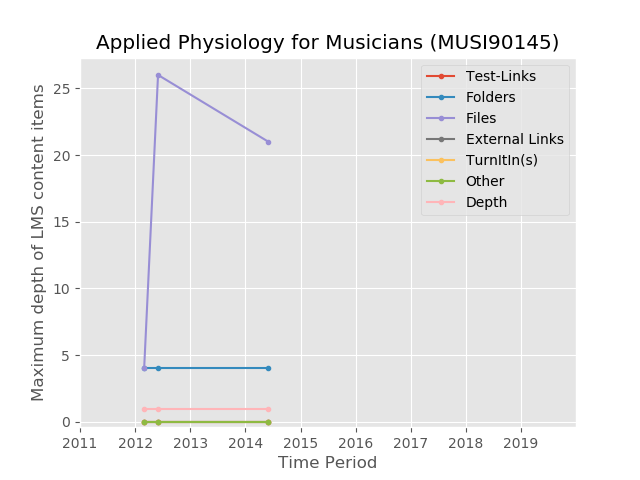 Applied Physiology for Musicians (MUSI90145)
Test-Links
Folders
Files
External Links
TurnItIn(s)
Other
Depth
Maximum depth of LMS content items
25
20
15
10
5
0
2011 2012 2013 2014 2015 2016 2017 2018 2019
Time Period